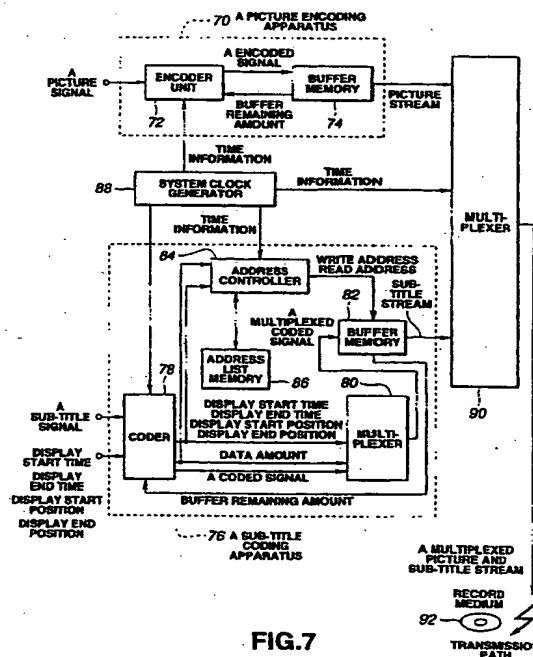 70
A PICTURE ENCODING
APPARATUS
A
PICTURE
SIGNAL
ENCODER
UNIT
72
A ENCODED
SIGNAL
BUFFER
REMAINING
AMOUNT
BUFFER
MEMORY
74
PICTURE
STREAM
TIME
INFORMATION
88
SYSTEM CLOCK
GENERATOR
TIME
INFORMATION
TIME
INFORMATION
MULTI-
PLEXER
90
84
ADDRESS
CONTROLLER
WRITE ADDRESS
READ ADDRESS
82
SUB-
TITLE
STREAM
A
MULTIPLEXED
CODED
SIGNAL
BUFFER
MEMORY
ADDRESS
LIST
MEMORY
86
78
80
A
SUB-TITLE
SIGNAL
CODER
DISPLAY START TIME
DISPLAY END TIME
DISPLAY START POSITION
DISPLAY END POSITION
MULTI-
PLEXER
DATA AMOUNT
A CODED SIGNAL
BUFFER REMAINING AMOUNT
DISPLAY
START TIME
DISPLAY
END TIME
DISPLAY START
POSITION
DISPLAY END
POSITION
76
A SUB-TITLE
CODING
APPARATUS
A MULTIPLEXED
PICTURE AND
SUB-TITLE STREAM
RECORD
MEDIUM
92
TRANSMISSION
PATH
FIG.7